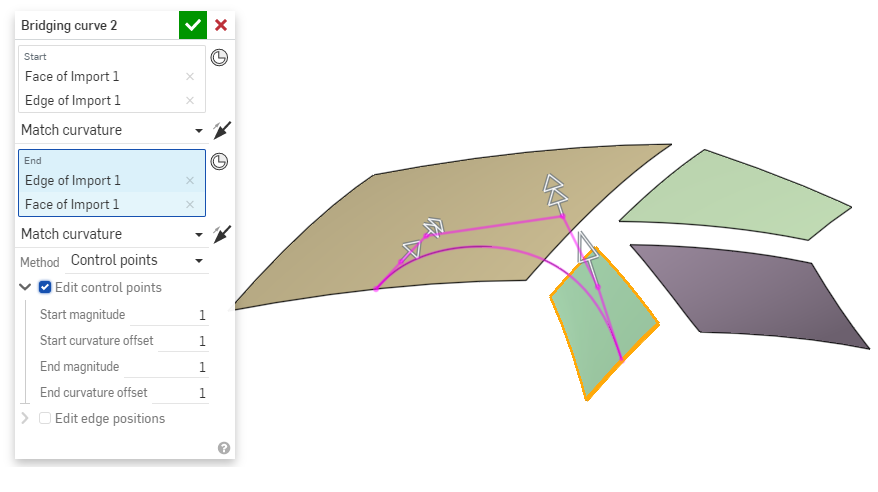 Bridging curve 2
Start
Face of Import 1
Edge of Import 1
Match curvature
End
Edge of Import 1
Face of Import 1
Match curvature
Method Control points
Edit control points
Start magnitude 1
Start curvature offset 1
End magnitude 1
End curvature offset 1
Edit edge positions